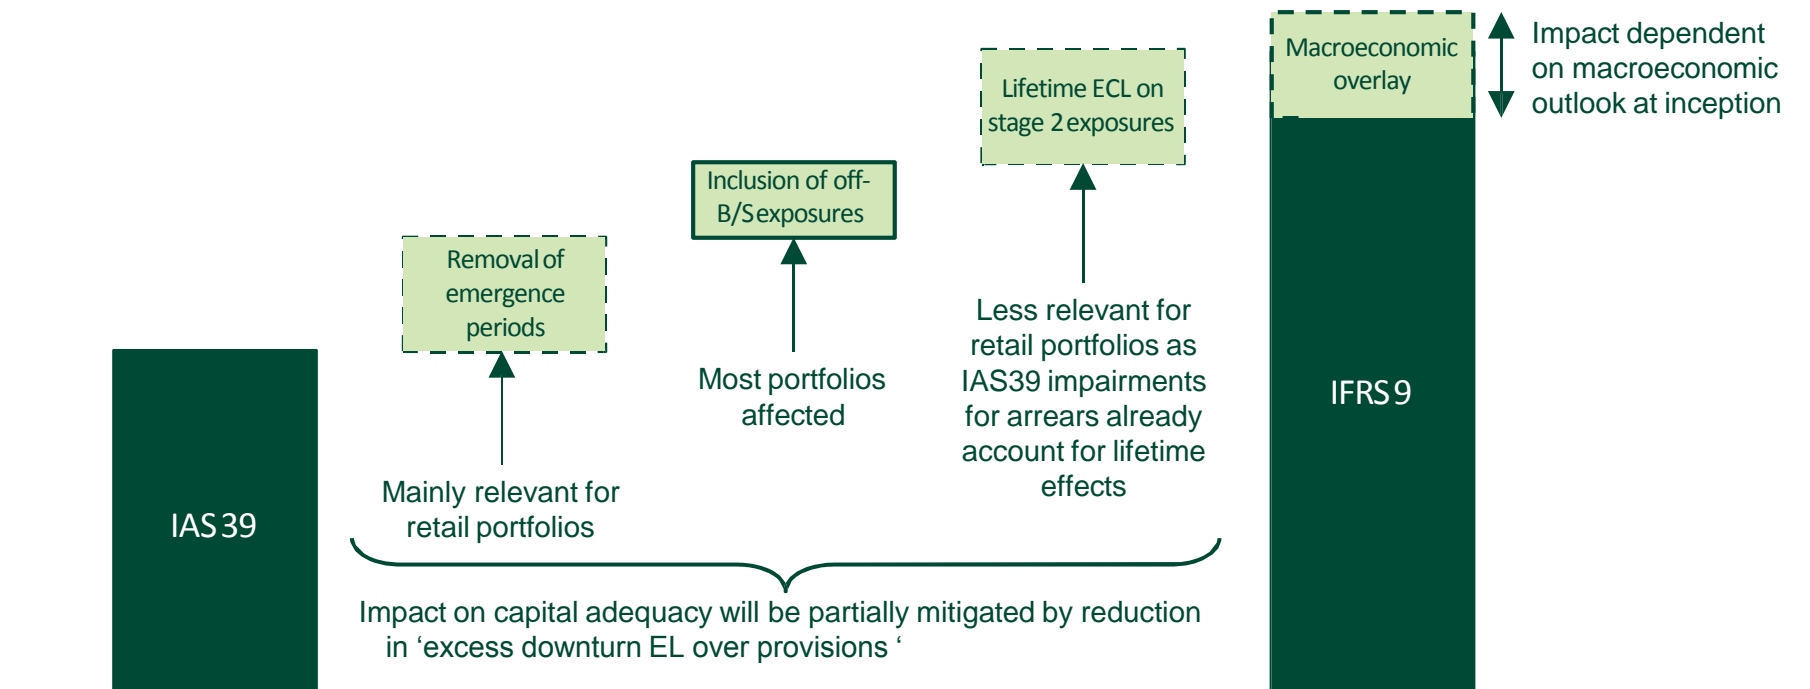 IAS 39
Removal of
emergence
periods
Mainly relevant for
retail portfolios
Inclusion of off-
B/S exposures
Most portfolios
affected
Lifetime ECL on
stage 2 exposures
Less relevant for
retail portfolios as
IAS39 impairments
for arrears already
account for lifetime
effects
Macroeconomic
overlay
IFRS 9
Impact dependent
on macroeconomic
outlook at inception
Impact on capital adequacy will be partially mitigated by reduction
in ‘excess downturn EL over provisions ‘